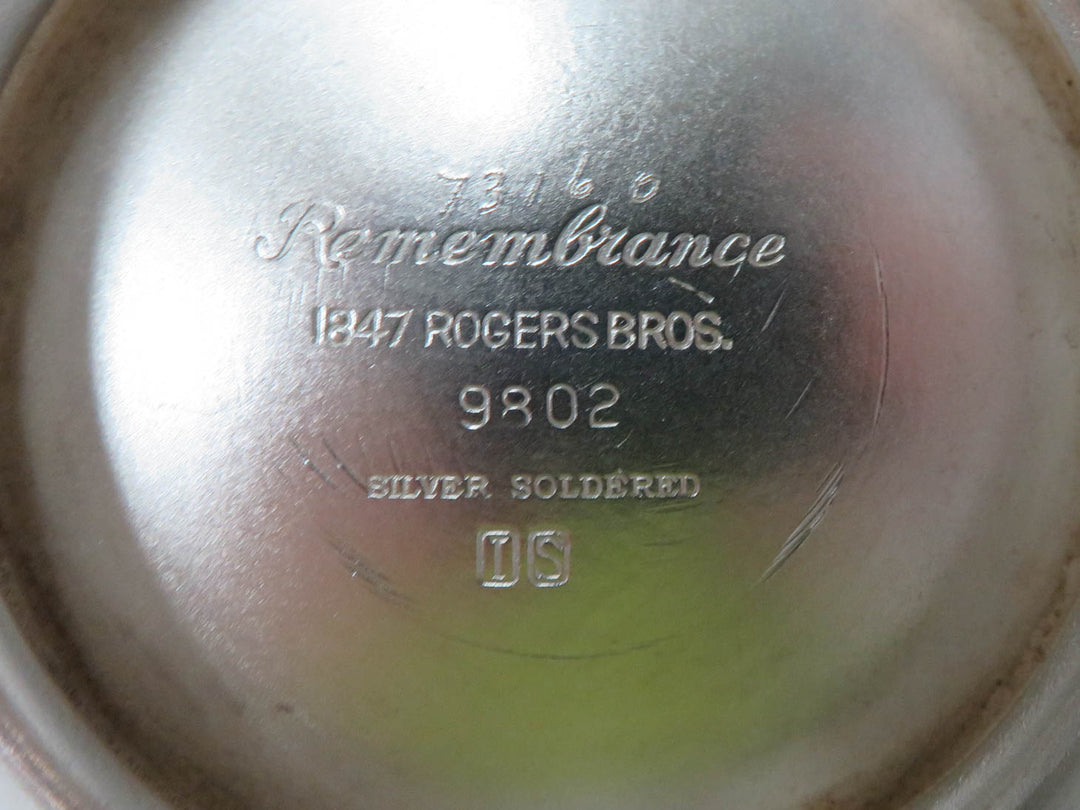 73160
Remembrance
1847 ROGERS BROS.
9802
SILVER SOLDERED
IS